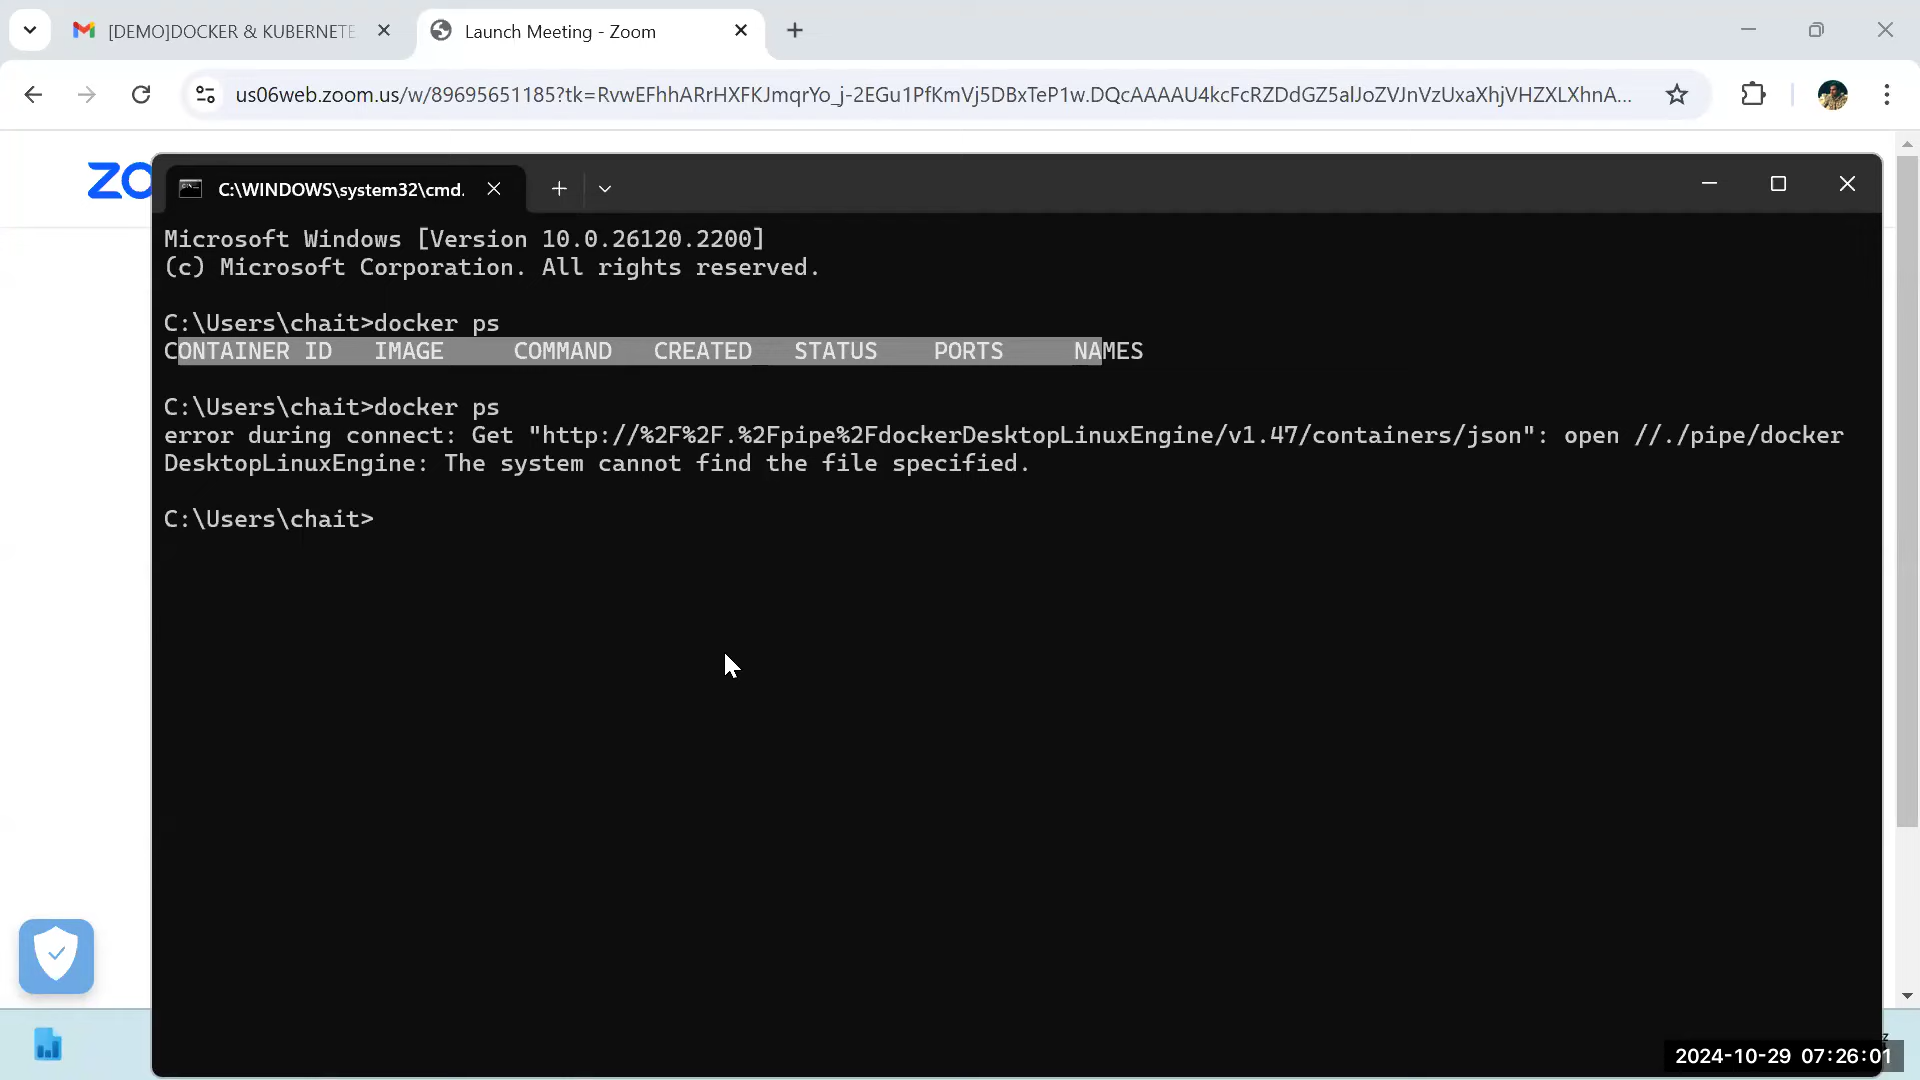 [DEMO]DOCKER & KUBERNETE
Launch Meeting - Zoom
us06web.zoom.us/w/89695651185?tk=RvwEFhhARrHXFKJmqrYo_j-2EGu1PfKmVj5DBxTeP1w.DQcAAAAU4kcFcRZDdGZ5alJoZVJnVzUxaXhjVHZXLXhnA...
zo
C:\WINDOWS\system32\cmd.
Microsoft Windows [Version 10.0.26120.2200]
(c) Microsoft Corporation. All rights reserved.
C:\Users\chait>docker ps
CONTAINER ID   IMAGE     COMMAND   CREATED   STATUS    PORTS     NAMES
C:\Users\chait>docker ps
error during connect: Get "http://%2F%2F.%2Fpipe%2FdockerDesktopLinuxEngine/v1.47/containers/json": open //./pipe/docker
DesktopLinuxEngine: The system cannot find the file specified.
C:\Users\chait>
2024-10-29 07:26:01